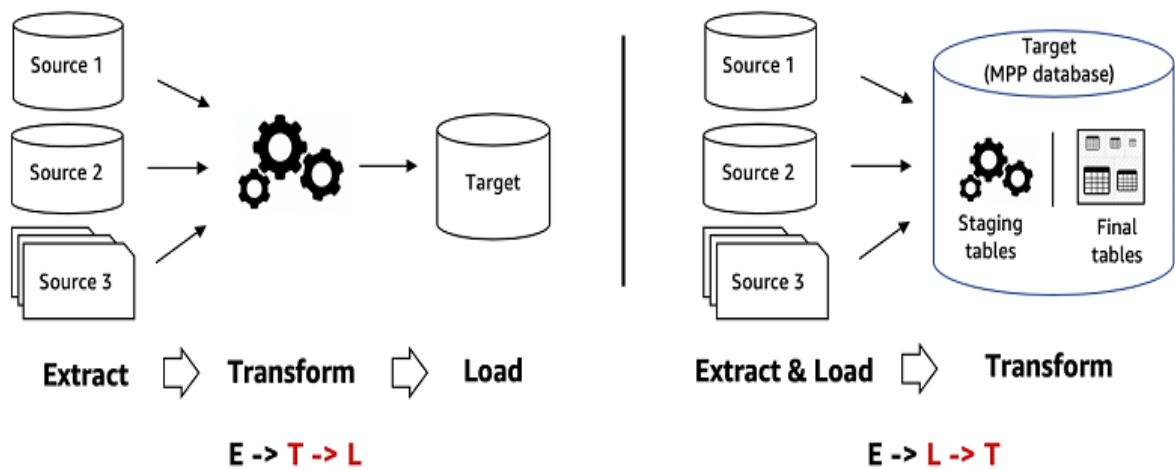 Source 1
Source 2
Source 3
Target
Extract
Transform
Load
E -> T -> L
Source 1
Source 2
Source 3
Target
(MPP database)
Staging
tables
Final
tables
Extract & Load
Transform
E -> L -> T